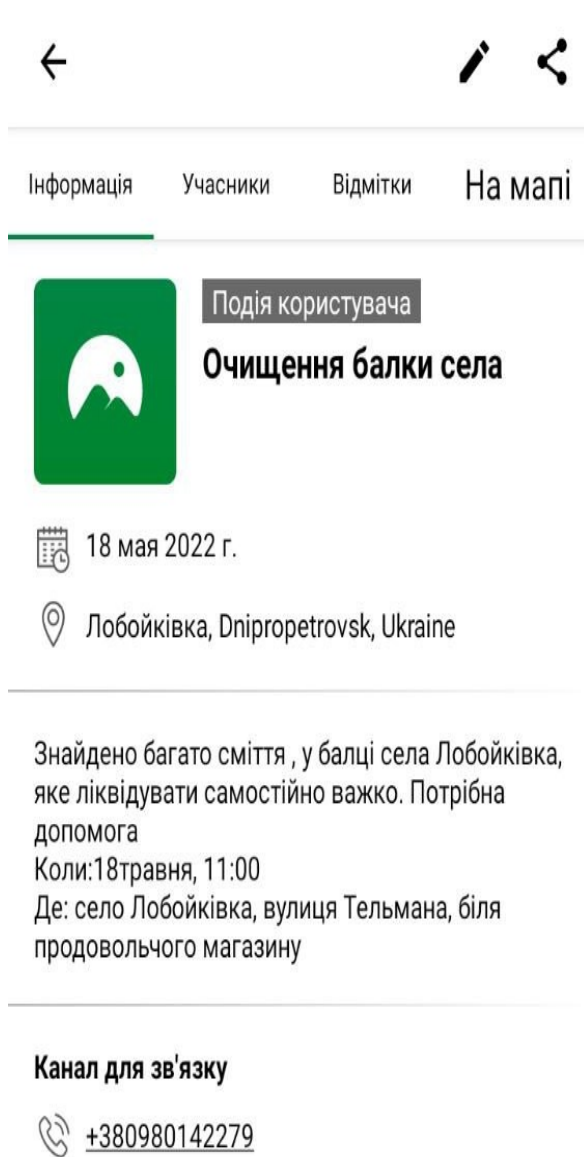 Інформація Учасники Відмітки На мапі
Подія користувача
Очищення балки села
18 мая 2022 г.
Лобойківка, Dnipropetrovsk, Ukraine
Знайдено багато сміття , у балці села Лобойківка,
яке ліквідувати самостійно важко. Потрібна
допомога
Коли:18травня, 11:00
Де: село Лобойківка, вулиця Тельмана, біля
продовольчого магазину
Канал для зв'язку
+380980142279